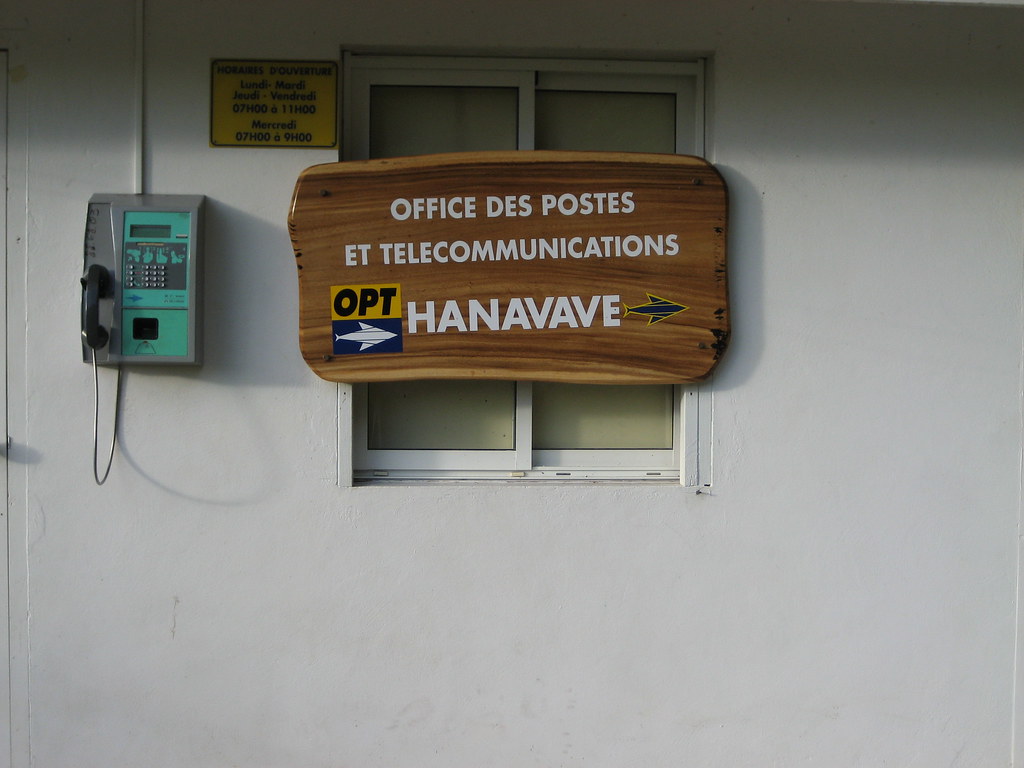 HORAIRES D'OUVERTURE
Lundi- Mardi
Jeudi - Vendredi
07H00 à 11H00
Mercredi
07H00 à 9H00
OFFICE DES POSTES
ET TELECOMMUNICATIONS
OPT HANAVAVE